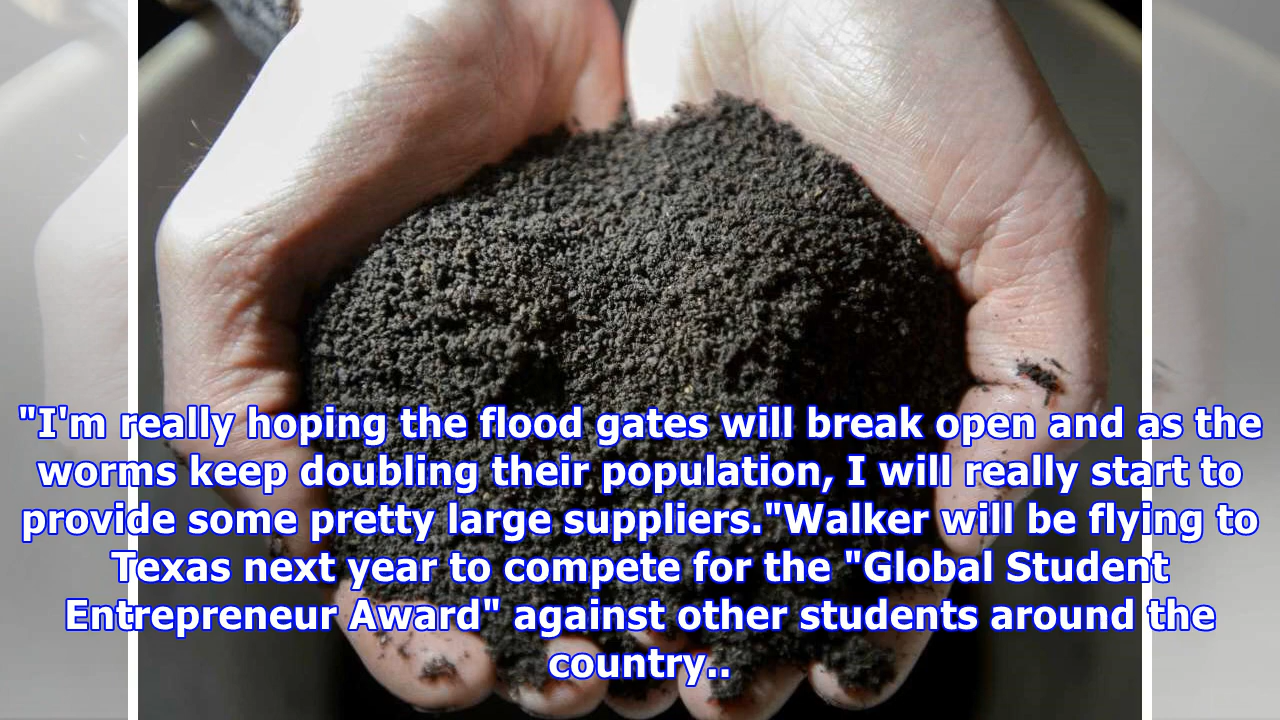 "I'm really hoping the flood gates will break open and as the
worms keep doubling their population, I will really start to
provide some pretty large suppliers."Walker will be flying to
Texas next year to compete for the "Global Student
Entrepreneur Award" against other students around the
country..